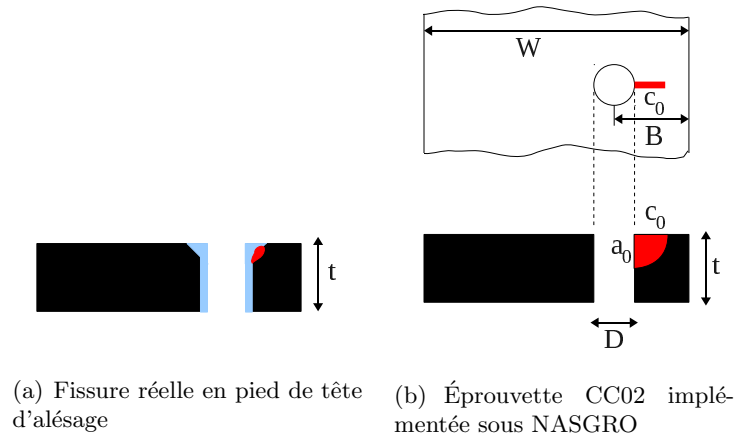 W
c0
B
c0
a0
t
t
D
(a) Fissure réelle en pied de tête
d'alésage
(b) Éprouvette CC02 implé-
mentée sous NASGRO